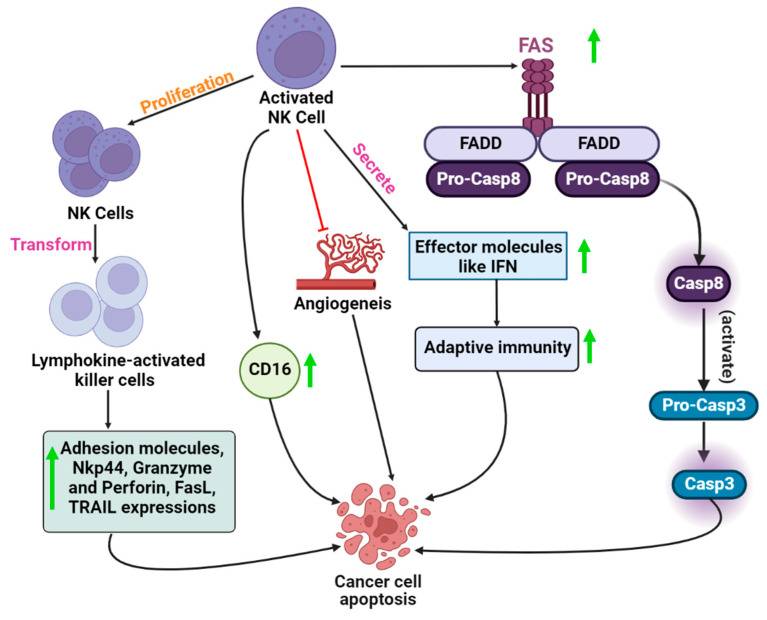 FAS
Proliferation
Activated
NK Cell
Secrete
FADD
FADD
Pro-Casp8
Pro-Casp8
NK Cells
Transform
Effector molecules
like IFN
Angiogeneis
Casp8
(activate)
Adaptive immunity
Lymphokine-activated
killer cells
CD16
Pro-Casp3
Adhesion molecules,
Nkp44, Granzyme
and Perforin, FasL,
TRAIL expressions
Casp3
Cancer cell
apoptosis